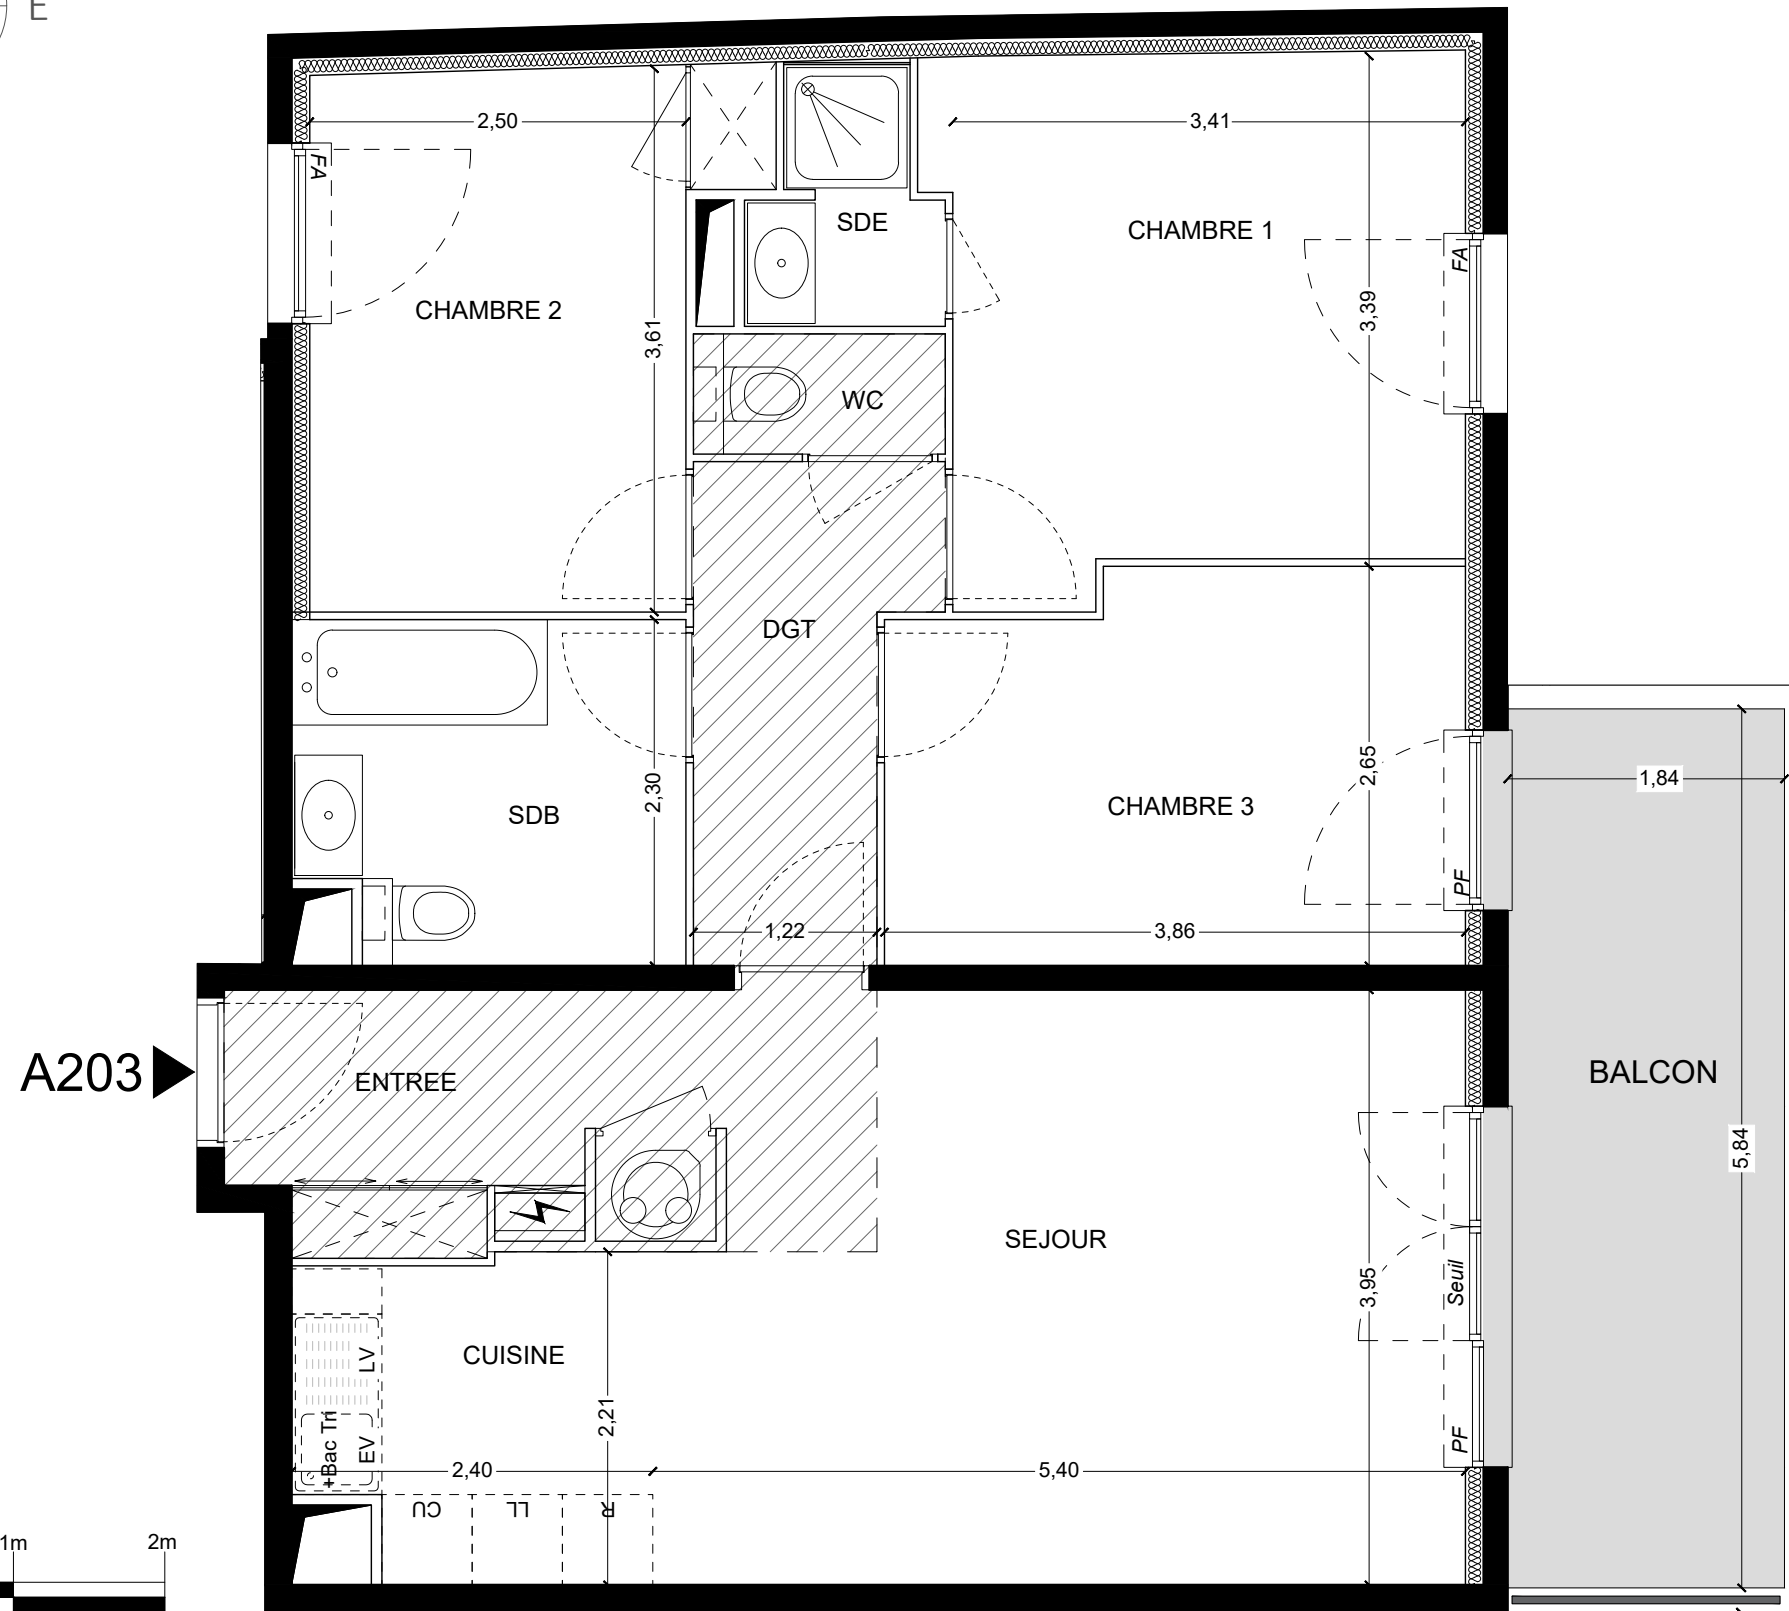 E
2,50
3,41
FA
SDE
CHAMBRE 1
FA
CHAMBRE 2
3,61
3,39
WC
DGT
2,65
1,84
2,30
SDB
CHAMBRE 3
PF
1,22
3,86
A203
ENTREE
BALCON
5,84
SEJOUR
3,95
Seuil
CUISINE
LV
2,21
+Bac Tri
EV
PF
2,40
5,40
CU
LL
R
1m
2m